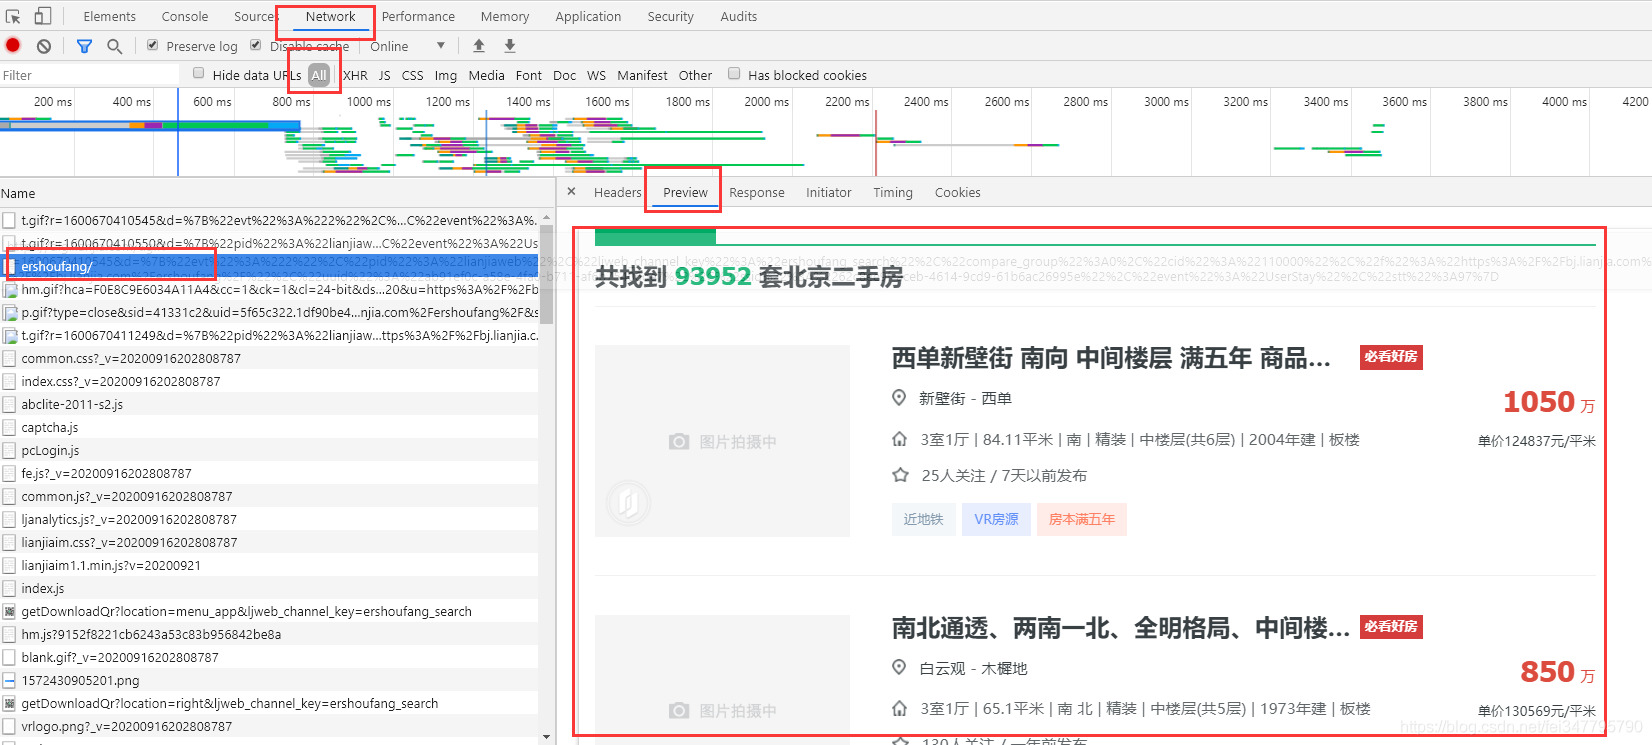 Elements Console Sources Network Performance Memory Application Security Audits
Preserve log Disable cache Online
Filter Hide data URLs All XHR JS CSS Img Media Font Doc WS Manifest Other Has blocked cookies
200 ms 400 ms 600 ms 800 ms 1000 ms 1200 ms 1400 ms 1600 ms 1800 ms 2000 ms 2200 ms 2400 ms 2600 ms 2800 ms 3000 ms 3200 ms 3400 ms 3600 ms 3800 ms 4000 ms 4200
Name
× Headers Preview Response Initiator Timing Cookies
t.gif?r=1600670410545&d=%7B%22evt%22%3A%222%22%2C%...C%22event%22%3A%.
t.gif?r=1600670410550&d=%7B%22pid%22%3A%22lianjiaw...C%22event%22%3A%22Us
ershoufang/
hm.gif?hca=F0E8C9E6034A11A4&cc=1&ck=1&cl=24-bit&ds...20&u=https%3A%2F%2Fb
p.gif?type=close&sid=41331c2&uid=5f65c322.1df90be4...njia.com%2Fershoufang%2F&s
t.gif?r=1600670411249&d=%7B%22pid%22%3A%22lianjiaw...ttps%3A%2F%2Fbj.lianjia.c.
common.css?_v=20200916202808787
index.css?_v=20200916202808787
abclite-2011-s2.js
captcha.js
pcLogin.js
fe.js?_v=20200916202808787
common.js?_v=20200916202808787
ljanalytics.js?_v=20200916202808787
lianjiaim.css?_v=20200916202808787
lianjiaim1.1.min.js?v=20200921
index.js
getDownloadQr?location=menu_app&ljweb_channel_key=ershoufang_search
hm.js?9152f8221cb6243a53c83b956842be8a
blank.gif?_v=20200916202808787
1572430905201.png
getDownloadQr?location=right&ljweb_channel_key=ershoufang_search
vrlogo.png?_v=20200916202808787
共找到 93952 套北京二手房
图片拍摄中
西单新壁街 南向 中间楼层 满五年 商品... 必看好房
新壁街 - 西单
1050 万
3室1厅 | 84.11平米 | 南 | 精装 | 中楼层(共6层) | 2004年建 | 板楼
单价124837元/平米
25人关注 / 7天以前发布
近地铁 VR房源 房本满五年
图片拍摄中
南北通透、两南一北、全明格局、中间楼... 必看好房
白云观 - 木樨地
850 万
3室1厅 | 65.1平米 | 南 北 | 精装 | 中楼层(共5层) | 1973年建 | 板楼
单价130569元/平米
130人关注 / 一年前发布
https://blog.csdn.net/fei347795790